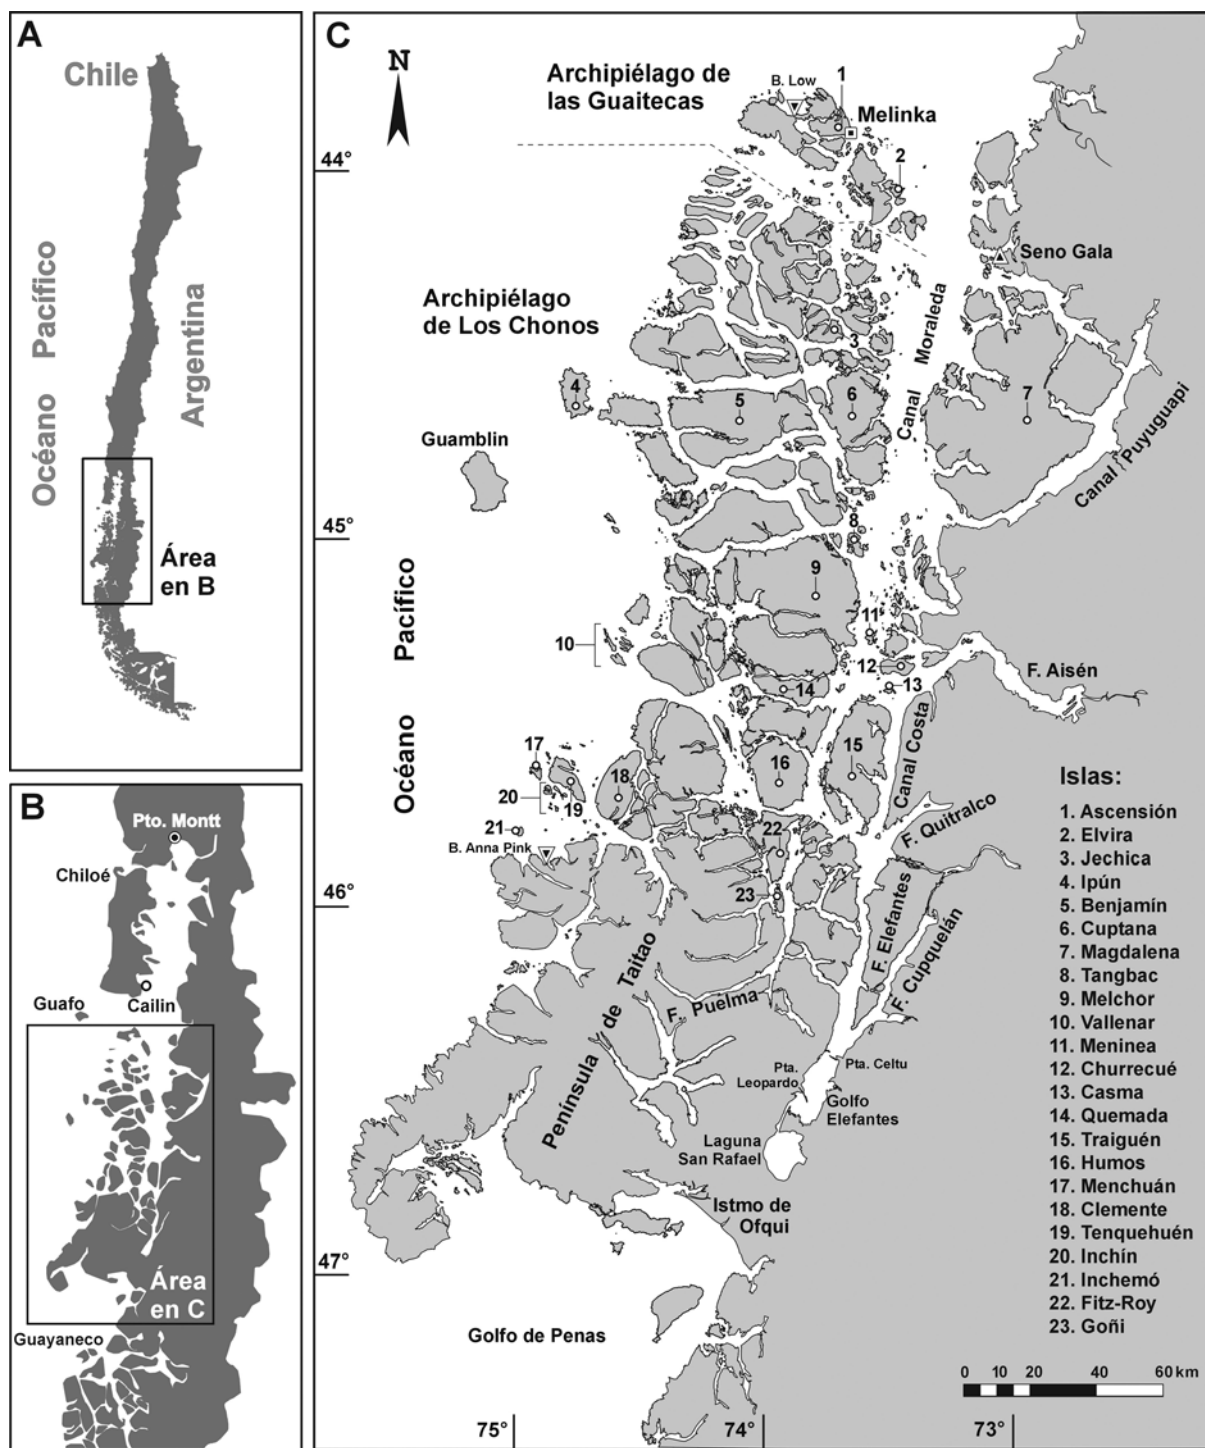 A
Chile
Océano Pacífico
Argentina
Área
en B
B
Pto. Montt
Chiloé
Guafo
Cailin
Área
en C
Guayaneco
C
N
Archipiélago de
las Guaitecas
B. Low
1
Melinka
2
44°
Seno Gala
Archipiélago
de Los Chonos
3
Canal Moraleda
4
5
6
7
Guamblin
Canal Puyuguapi
45°
8
9
Océano Pacífico
10
11
12
13
14
F. Aisén
15
Canal Costa
16
17
18
19
20
21
B. Anna Pink
22
23
F. Quitralco
46°
F. Elefantes
F. Cupquelán
Península de Taitao
F. Puelma
Pta.
Leopardo
Pta. Celtu
Golfo
Elefantes
Laguna
San Rafael
Istmo de
Ofqui
47°
Golfo de Penas
75°
74°
73°
Islas:
1. Ascensión
2. Elvira
3. Jechica
4. Ipún
5. Benjamín
6. Cuptana
7. Magdalena
8. Tangbac
9. Melchor
10. Vallenar
11. Meninea
12. Churrecué
13. Casma
14. Quemada
15. Traiguén
16. Humos
17. Menchuán
18. Clemente
19. Tenquehuén
20. Inchín
21. Inchemó
22. Fitz-Roy
23. Goñi
0 10 20 40 60 km